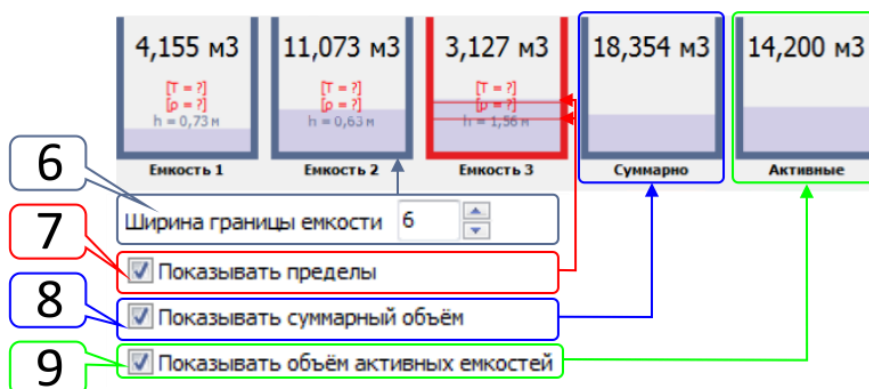 4,155 м3 11,073 м3 3,127 м3 18,354 м3 14,200 м3
[T = ?] [T = ?] [T = ?]
[ρ = ?] [ρ = ?] [ρ = ?]
h = 0,73 м h = 0,63 м h = 1,56 м
Емкость 1 Емкость 2 Емкость 3 Суммарно Активные
6 Ширина границы емкости 6
7 Показывать пределы
8 Показывать суммарный объём
9 Показывать объём активных емкостей